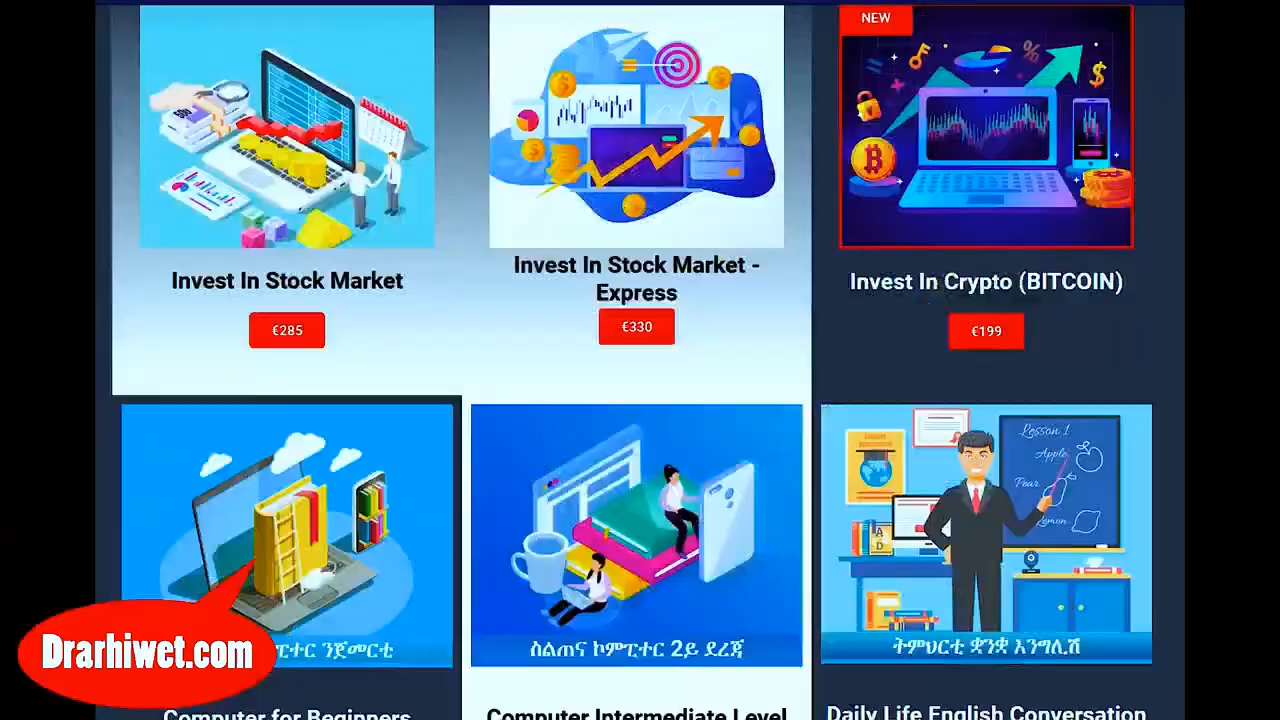 NEW
Invest In Stock Market
€285
Invest In Stock Market -
Express
€330
Invest In Crypto (BITCOIN)
€199
Lesson 1
Apple
Pear
Lemon
ፒተር ንጀመርቲ
ስልጠና ኮምፒተር 2ይ ደረጃ
ትምህርቲ ቋንቋ እንግሊሽ
Drarhiwet.com
Computer for Beginners
Computer Intermediate Level
Daily Life English Conversation